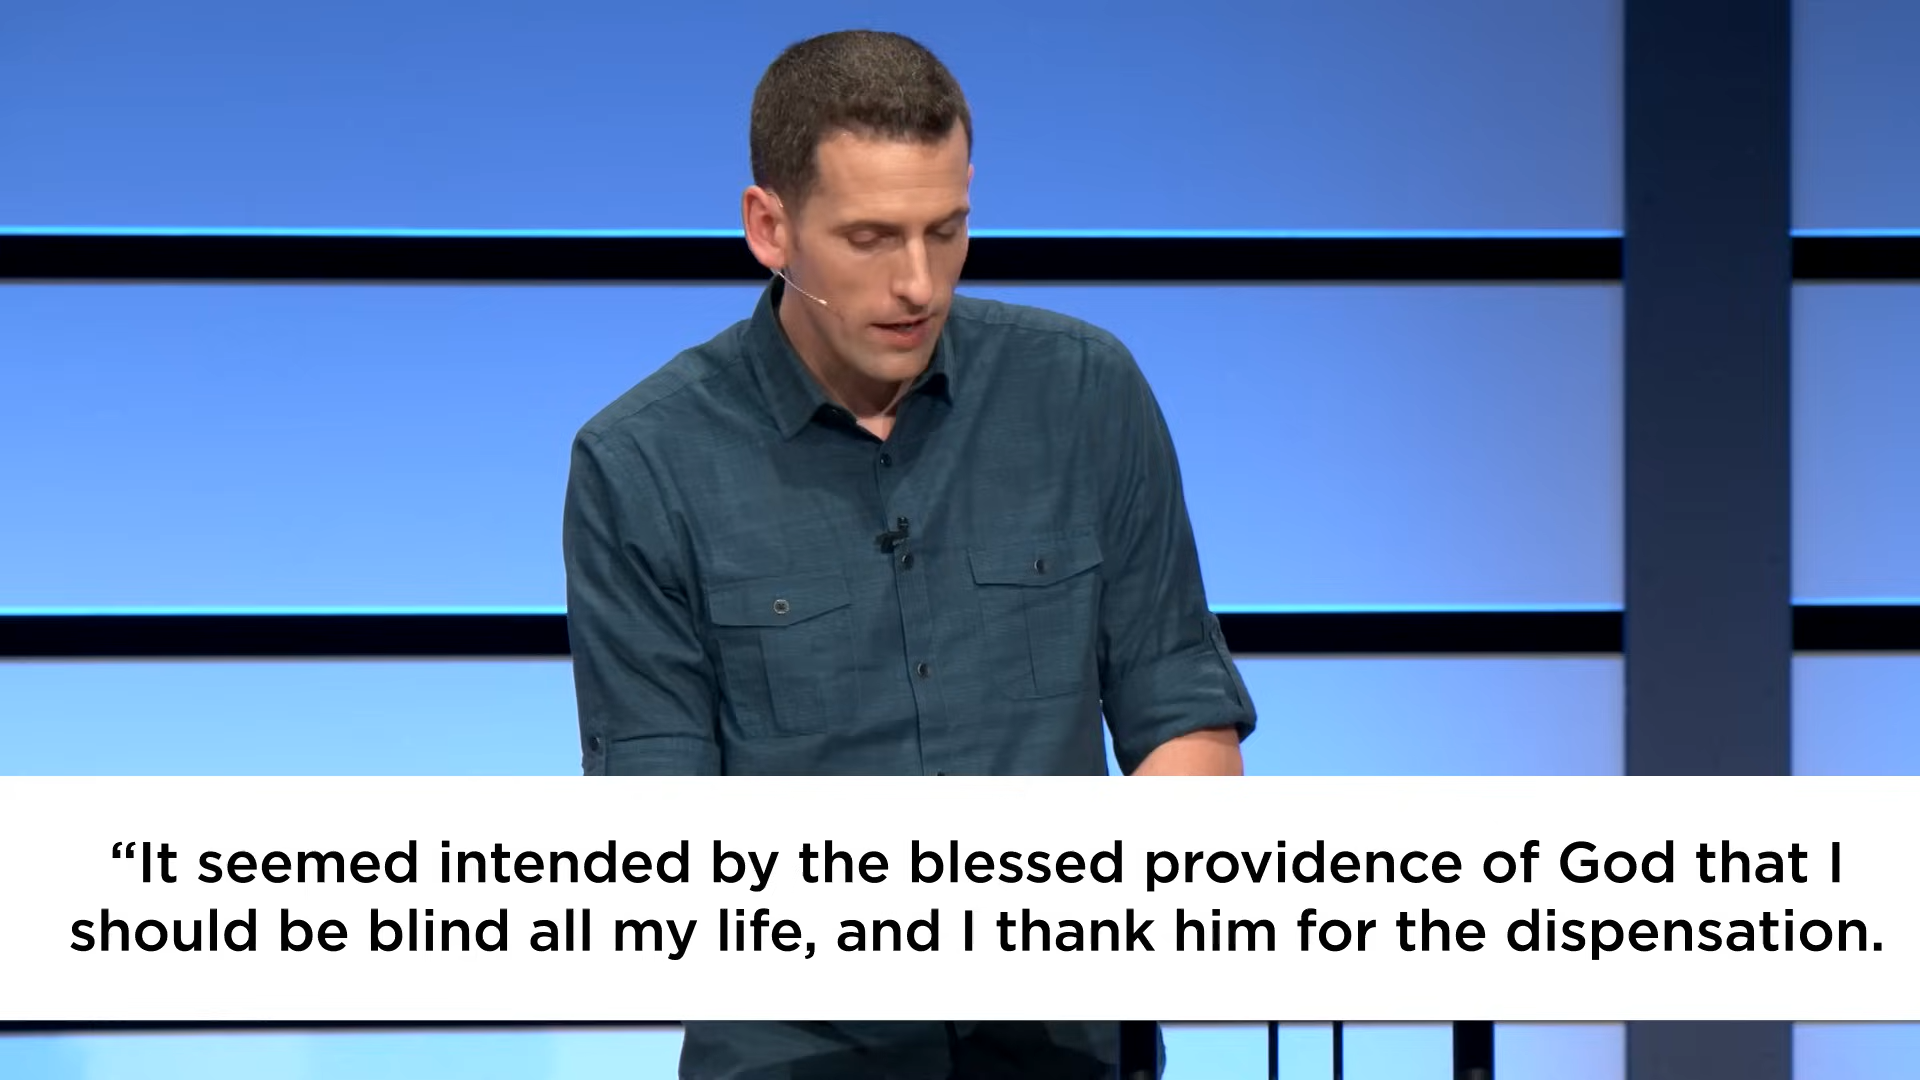 “It seemed intended by the blessed providence of God that I
should be blind all my life, and I thank him for the dispensation.